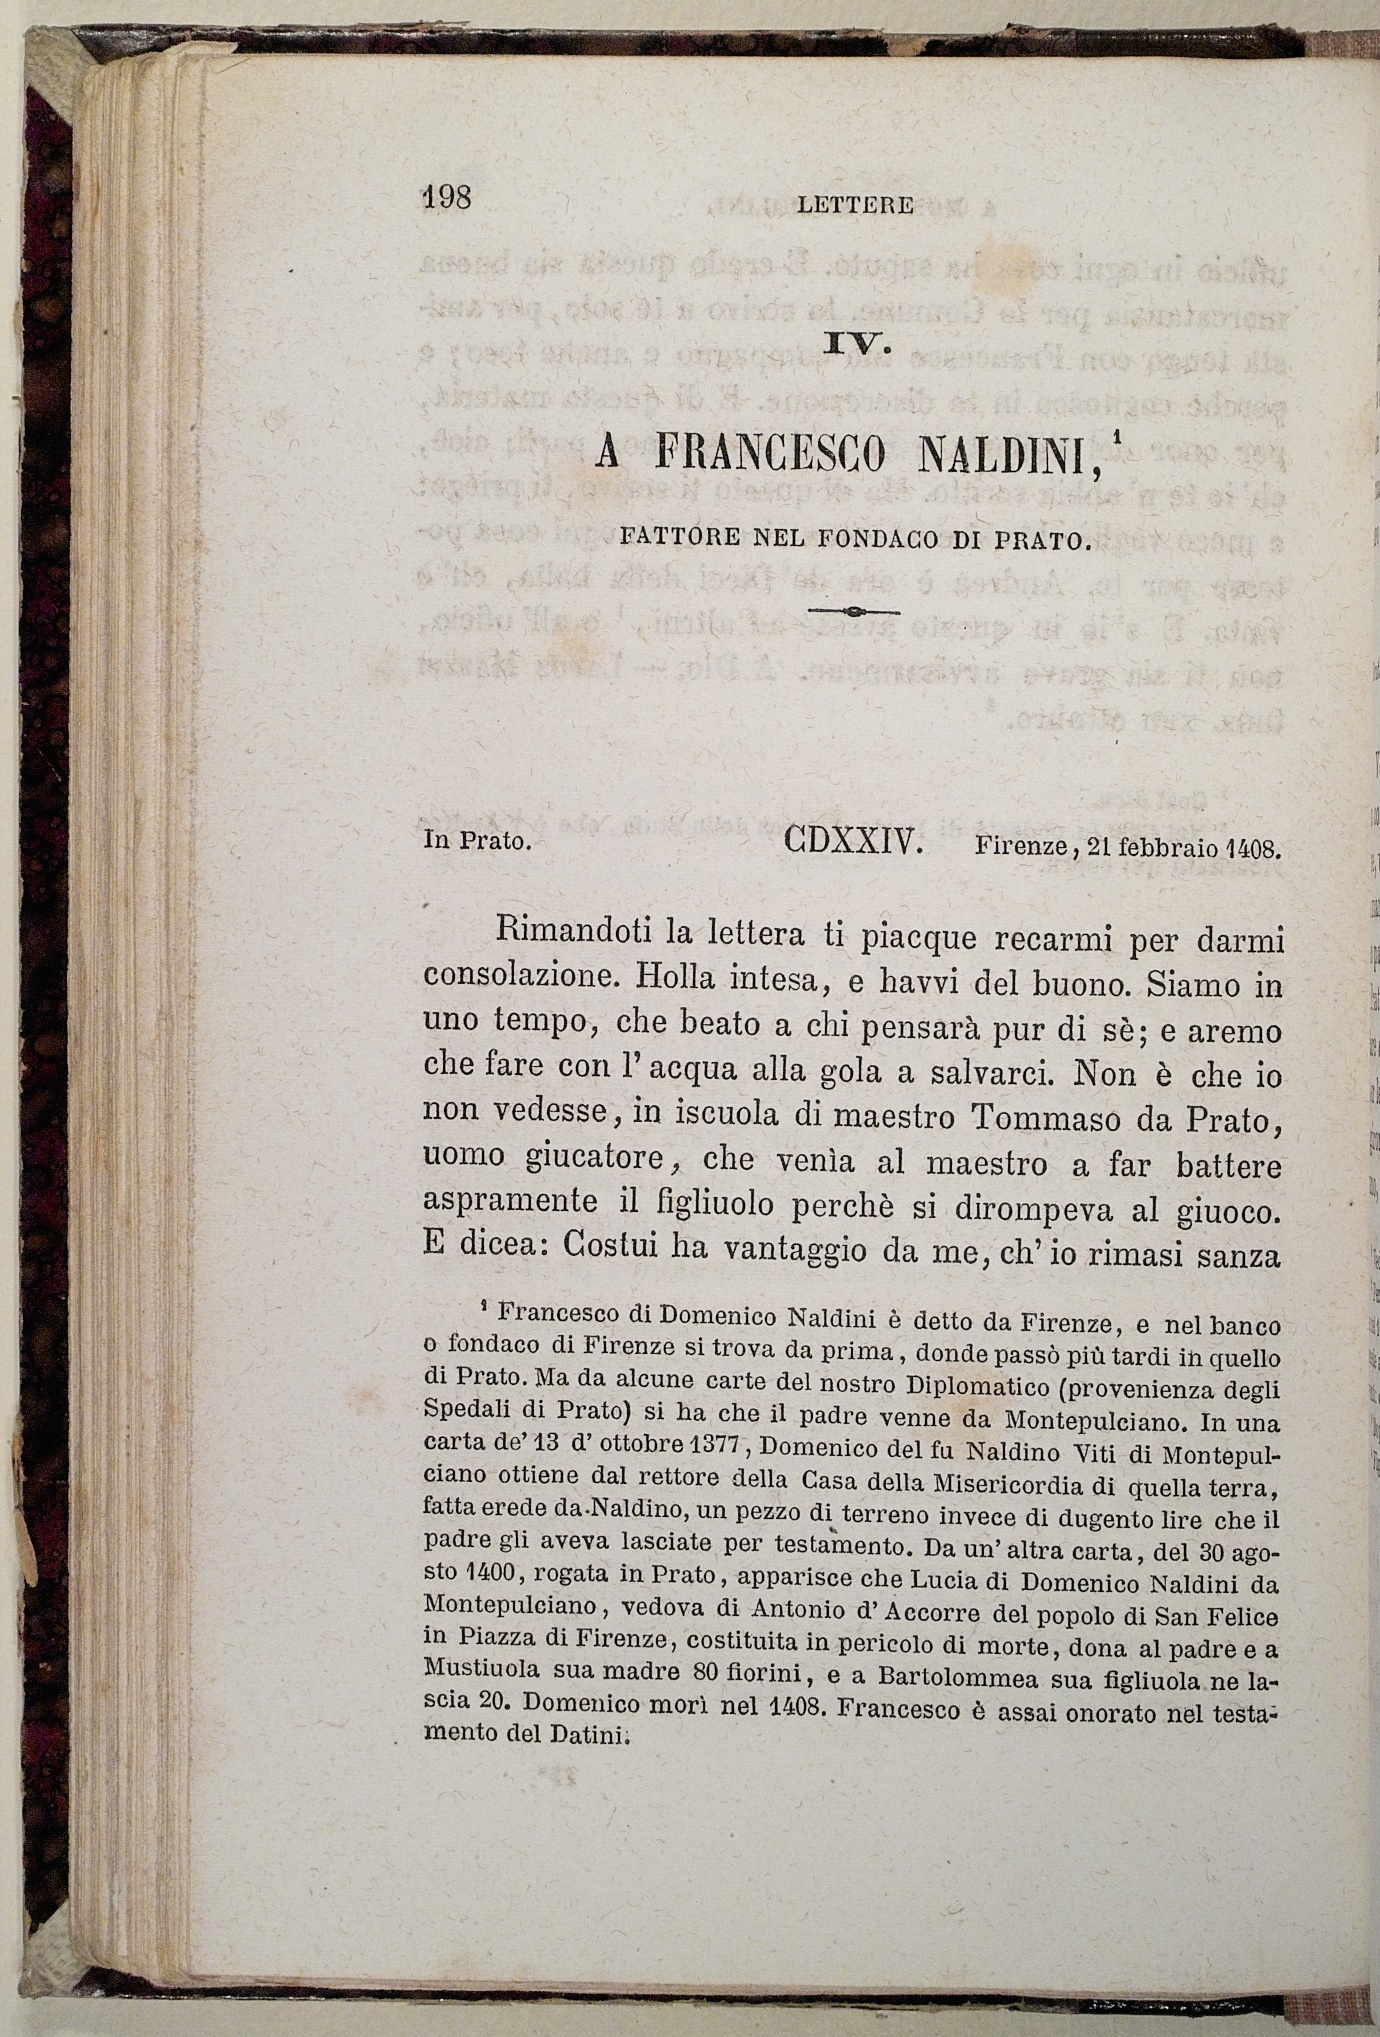 198 LETTERE
IV.
A FRANCESCO NALDINI,¹
FATTORE NEL FONDACO DI PRATO.
In Prato. CDXXIV. Firenze, 21 febbraio 1408.
Rimandoti la lettera ti piacque recarmi per darmi
consolazione. Holla intesa, e havvi del buono. Siamo in
uno tempo, che beato a chi pensarà pur di sè; e aremo
che fare con l' acqua alla gola a salvarci. Non è che io
non vedesse, in iscuola di maestro Tommaso da Prato,
uomo giucatore, che venìa al maestro a far battere
aspramente il figliuolo perchè si dirompeva al giuoco.
E dicea: Costui ha vantaggio da me, ch' io rimasi sanza
¹ Francesco di Domenico Naldini è detto da Firenze, e nel banco
o fondaco di Firenze si trova da prima, donde passò più tardi in quello
di Prato. Ma da alcune carte del nostro Diplomatico (provenienza degli
Spedali di Prato) si ha che il padre venne da Montepulciano. In una
carta de' 13 d' ottobre 1377, Domenico del fu Naldino Viti di Montepul-
ciano ottiene dal rettore della Casa della Misericordia di quella terra,
fatta erede da Naldino, un pezzo di terreno invece di dugento lire che il
padre gli aveva lasciate per testamento. Da un' altra carta, del 30 ago-
sto 1400, rogata in Prato, apparisce che Lucia di Domenico Naldini da
Montepulciano, vedova di Antonio d' Accorre del popolo di San Felice
in Piazza di Firenze, costituita in pericolo di morte, dona al padre e a
Mustiuola sua madre 80 fiorini, e a Bartolommea sua figliuola ne la-
scia 20. Domenico morì nel 1408. Francesco è assai onorato nel testa-
mento del Datini.